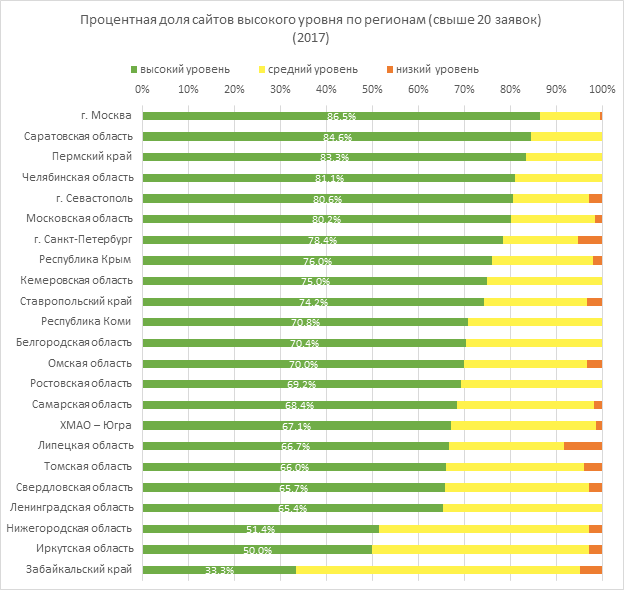 Процентная доля сайтов высокого уровня по регионам (свыше 20 заявок)
(2017)
высокий уровень средний уровень низкий уровень
0% 10% 20% 30% 40% 50% 60% 70% 80% 90% 100%
г. Москва 86,5%
Саратовская область 84,6%
Пермский край 83,3%
Челябинская область 81,1%
г. Севастополь 80,6%
Московская область 80,2%
г. Санкт-Петербург 78,4%
Республика Крым 76,0%
Кемеровская область 75,0%
Ставропольский край 74,2%
Республика Коми 70,8%
Белгородская область 70,4%
Омская область 70,0%
Ростовская область 69,2%
Самарская область 68,4%
ХМАО – Югра 67,1%
Липецкая область 66,7%
Томская область 66,0%
Свердловская область 65,7%
Ленинградская область 65,4%
Нижегородская область 51,4%
Иркутская область 50,0%
Забайкальский край 33,3%